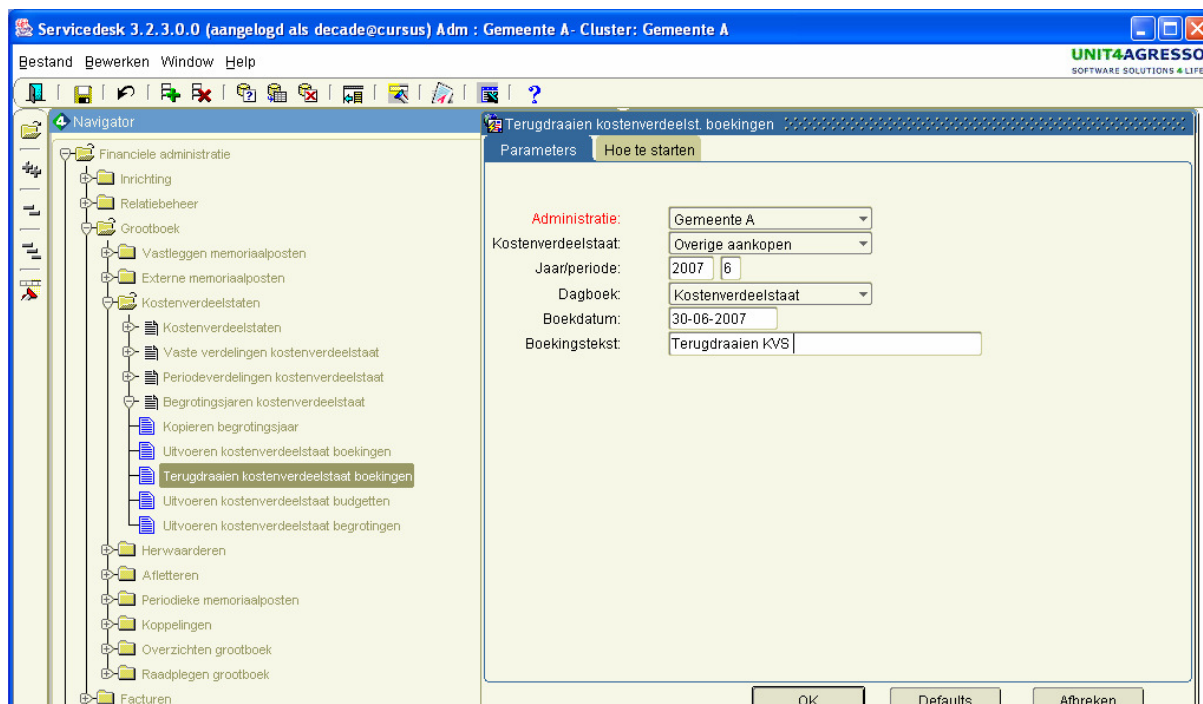 Servicedesk 3.2.3.0.0 (aangelogd als decade@cursus) Adm : Gemeente A- Cluster: Gemeente A
Bestand Bewerken Window Help
UNIT4AGRESSO
SOFTWARE SOLUTIONS 4 LIFE
Navigator
Financiele administratie
Inrichting
Relatiebeheer
Grootboek
Vastleggen memoriaalposten
Externe memoriaalposten
Kostenverdeelstaten
Kostenverdeelstaten
Vaste verdelingen kostenverdeelstaat
Periodeverdelingen kostenverdeelstaat
Begrotingsjaren kostenverdeelstaat
Kopieren begrotingsjaar
Uitvoeren kostenverdeelstaat boekingen
Terugdraaien kostenverdeelstaat boekingen
Uitvoeren kostenverdeelstaat budgetten
Uitvoeren kostenverdeelstaat begrotingen
Herwaarderen
Afletteren
Periodieke memoriaalposten
Koppelingen
Overzichten grootboek
Raadplegen grootboek
Facturen
Terugdraaien kostenverdeelst. boekingen
Parameters Hoe te starten
Administratie: Gemeente A
Kostenverdeelstaat: Overige aankopen
Jaar/periode: 2007 6
Dagboek: Kostenverdeelstaat
Boekdatum: 30-06-2007
Boekingstekst: Terugdraaien KVS
OK Defaults Afbreken